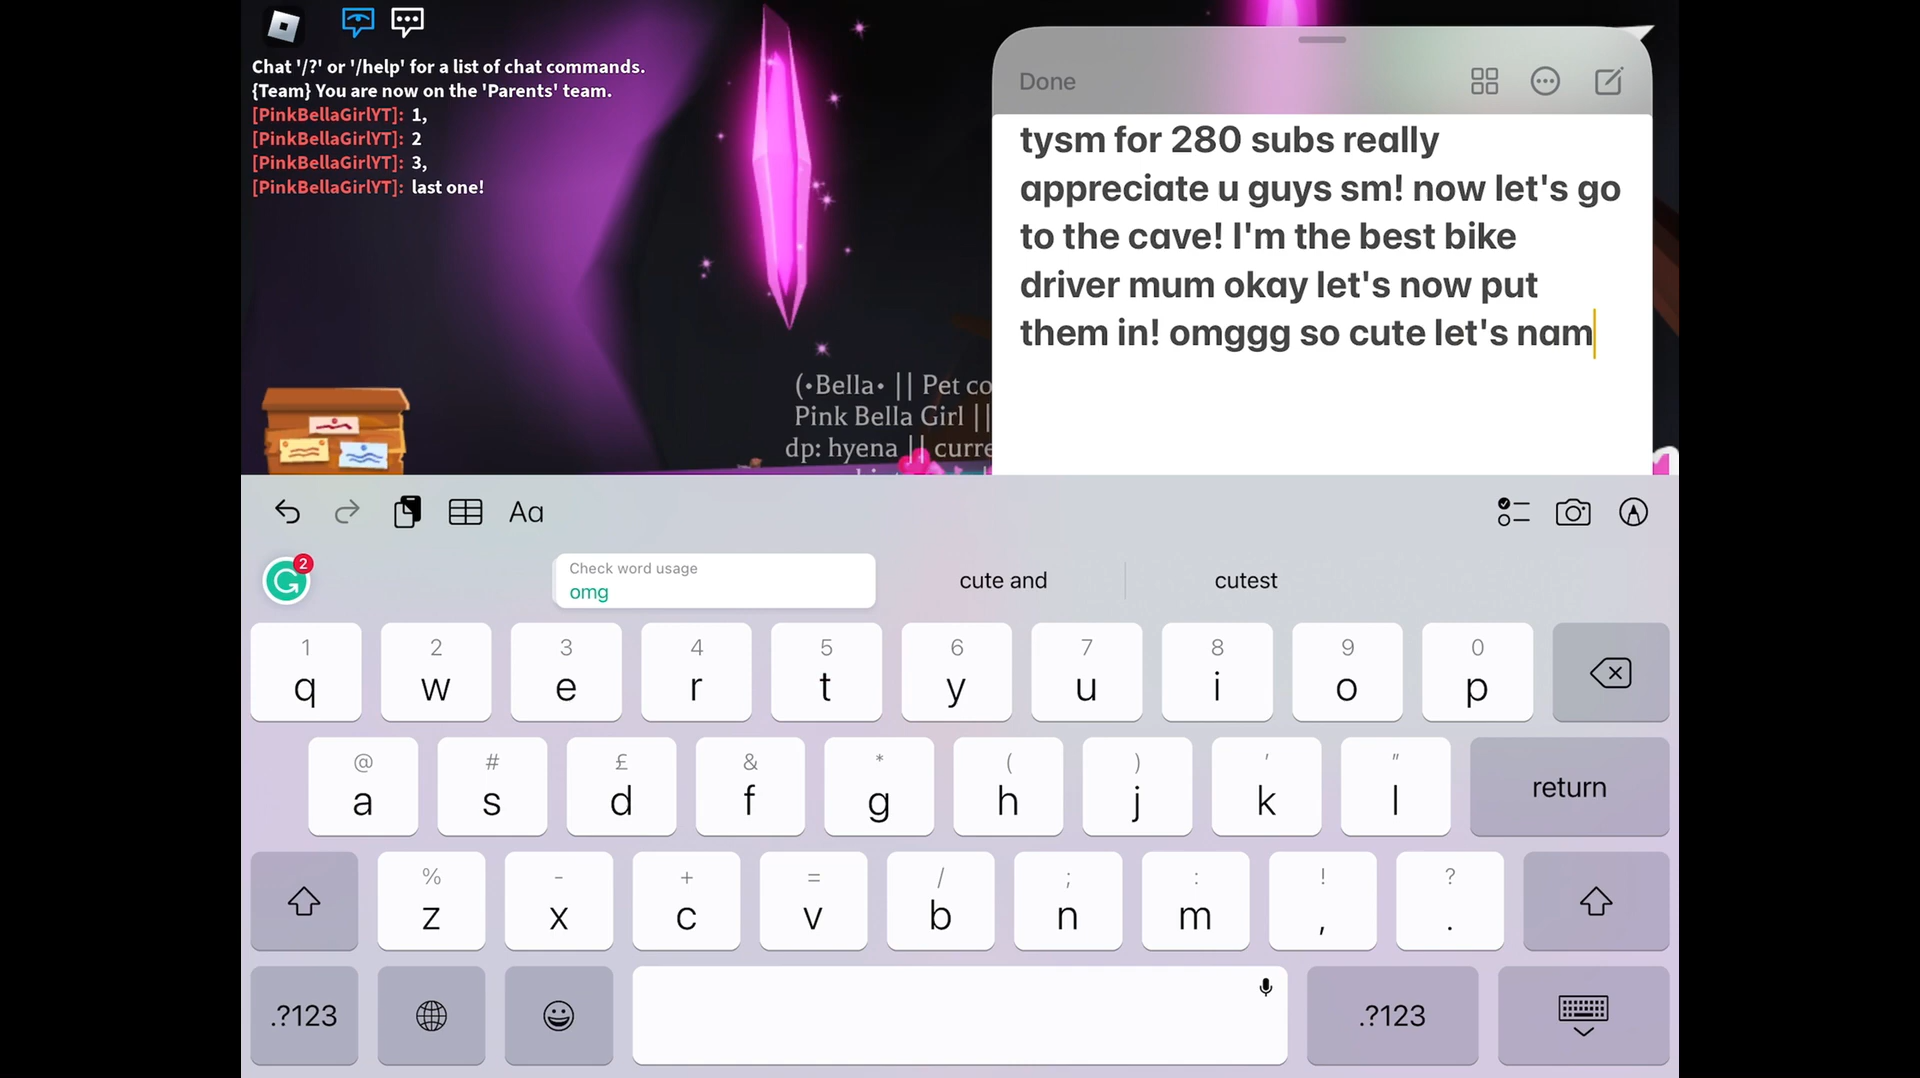 Chat '/?' or '/help' for a list of chat commands.
{Team} You are now on the 'Parents' team.
[PinkBellaGirlYT]: 1,
[PinkBellaGirlYT]: 2
[PinkBellaGirlYT]: 3,
[PinkBellaGirlYT]: last one!
(•Bella• || Pet co
Pink Bella Girl ||
dp: hyena || curre
Done
tysm for 280 subs really
appreciate u guys sm! now let's go
to the cave! I'm the best bike
driver mum okay let's now put
them in! omggg so cute let's nam
Aa
2
Check word usage
omg
cute and
cutest
1 2 3 4 5 6 7 8 9 0
q w e r t y u i o p
@ # £ & * ( ) ' "
a s d f g h j k l return
% - + = / ; : ! ?
z x c v b n m , .
.?123 .?123